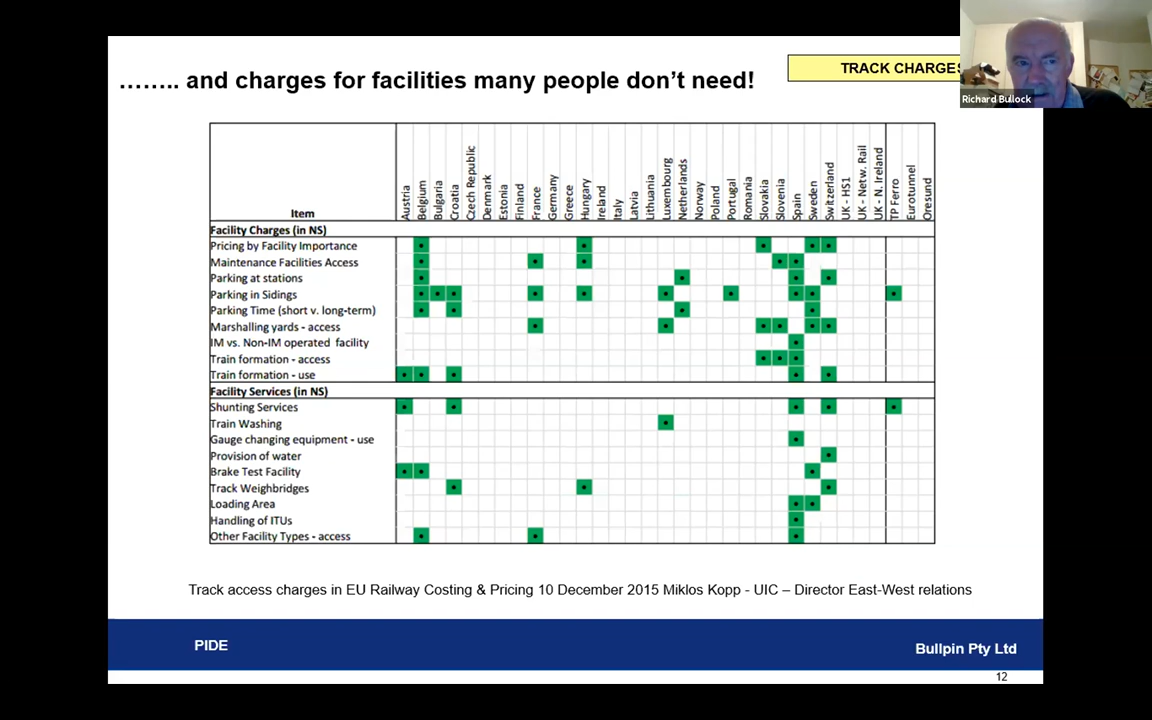 …….. and charges for facilities many people don't need!
TRACK CHARGES
Richard Bullock
Item
Austria
Belgium
Bulgaria
Croatia
Czech Republic
Denmark
Estonia
Finland
France
Germany
Greece
Hungary
Ireland
Italy
Latvia
Lithuania
Luxembourg
Netherlands
Norway
Poland
Portugal
Romania
Slovakia
Slovenia
Spain
Sweden
Switzerland
UK - HS1
UK - Netw. Rail
UK - N. Ireland
TP Ferro
Eurotunnel
Oresund
Facility Charges (in NS)
Pricing by Facility Importance
Maintenance Facilities Access
Parking at stations
Parking in Sidings
Parking Time (short v. long-term)
Marshalling yards - access
IM vs. Non-IM operated facility
Train formation - access
Train formation - use
Facility Services (in NS)
Shunting Services
Train Washing
Gauge changing equipment - use
Provision of water
Brake Test Facility
Track Weighbridges
Loading Area
Handling of ITUs
Other Facility Types - access
Track access charges in EU Railway Costing & Pricing 10 December 2015 Miklos Kopp - UIC – Director East-West relations
PIDE
Bullpin Pty Ltd
12